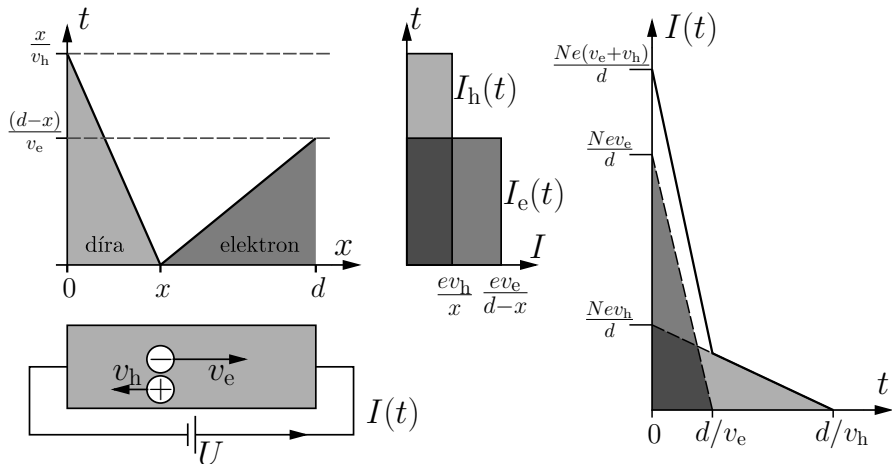 t
x/v_h
(d−x)/v_e
díra
elektron
x
0
x
d
t
I_h(t)
I_e(t)
I
ev_h/x
ev_e/(d−x)
v_h
−
+
v_e
U
I(t)
I(t)
Ne(v_e+v_h)/d
Nev_e/d
Nev_h/d
t
0
d/v_e
d/v_h